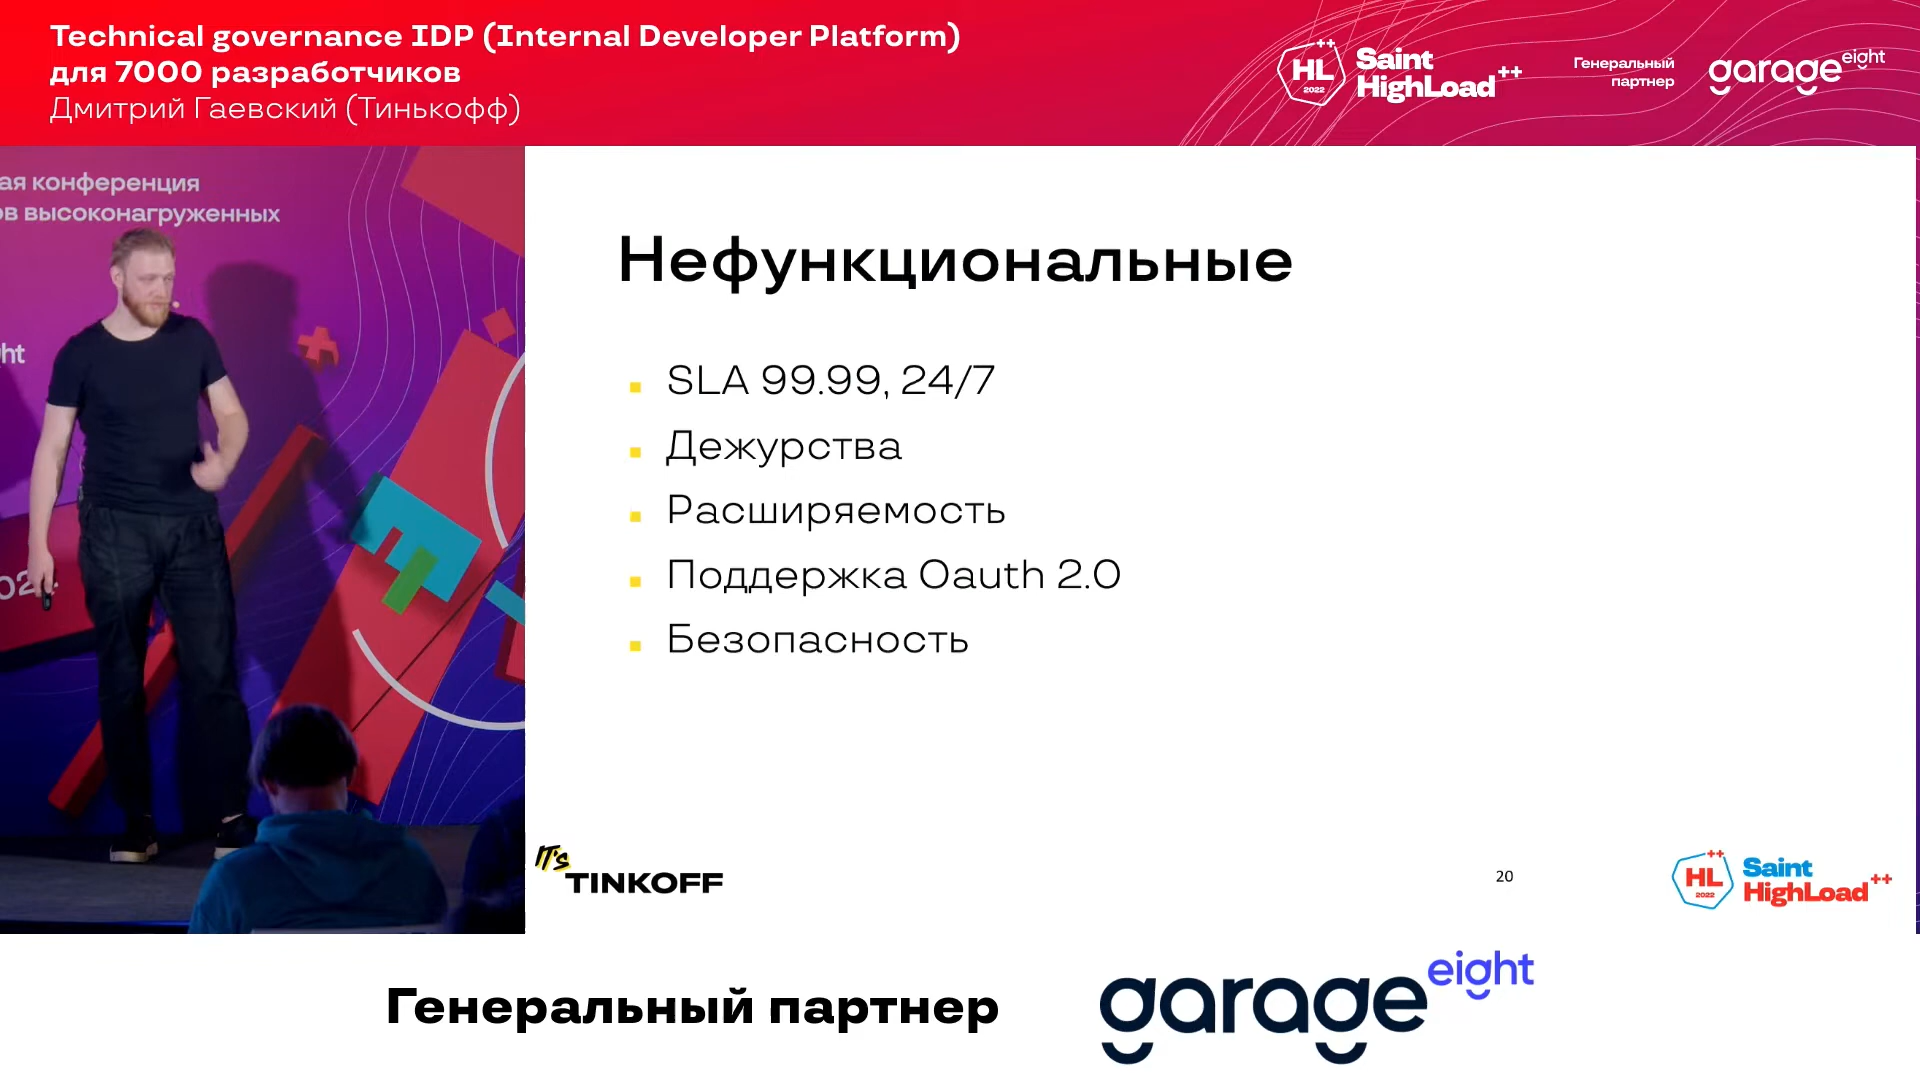 Technical governance IDP (Internal Developer Platform)
для 7000 разработчиков
Дмитрий Гаевский (Тинькофф)
HL++
2022
Saint
HighLoad++
Генеральный
партнер
garage eight
ая конференция
ов высоконагруженных
ht
Нефункциональные
SLA 99.99, 24/7
Дежурства
Расширяемость
Поддержка Oauth 2.0
Безопасность
IT'S
TINKOFF
20
HL++
2022
Saint
HighLoad++
Генеральный партнер
garage eight